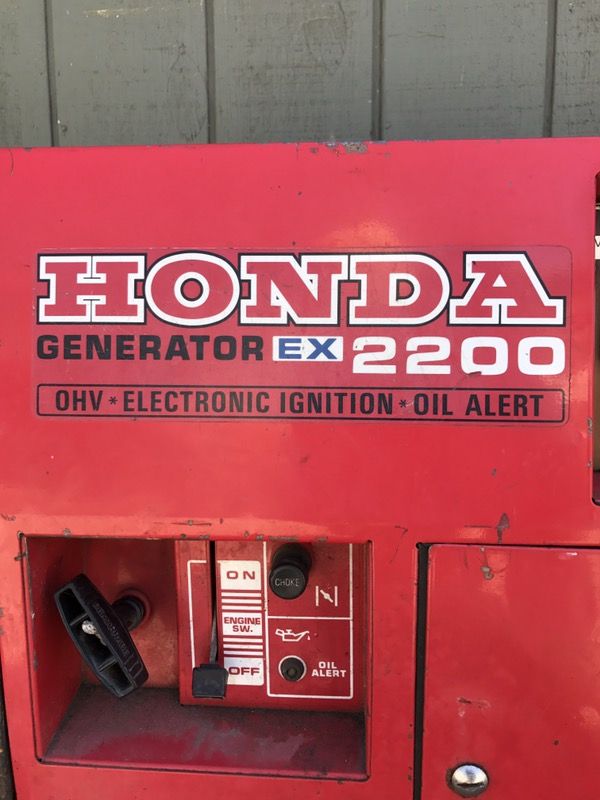 HONDA
GENERATOR EX 2200
OHV * ELECTRONIC IGNITION * OIL ALERT
ON
CHOKE
ENGINE
SW.
OFF
OIL
ALERT